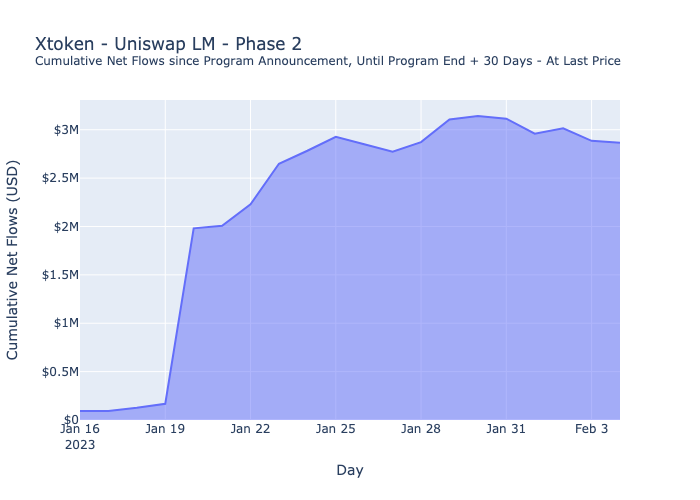 Xtoken - Uniswap LM - Phase 2
Cumulative Net Flows since Program Announcement, Until Program End + 30 Days - At Last Price
Cumulative Net Flows (USD)
$3M
$2.5M
$2M
$1.5M
$1M
$0.5M
$0
Jan 16 Jan 19 Jan 22 Jan 25 Jan 28 Jan 31 Feb 3
2023
Day